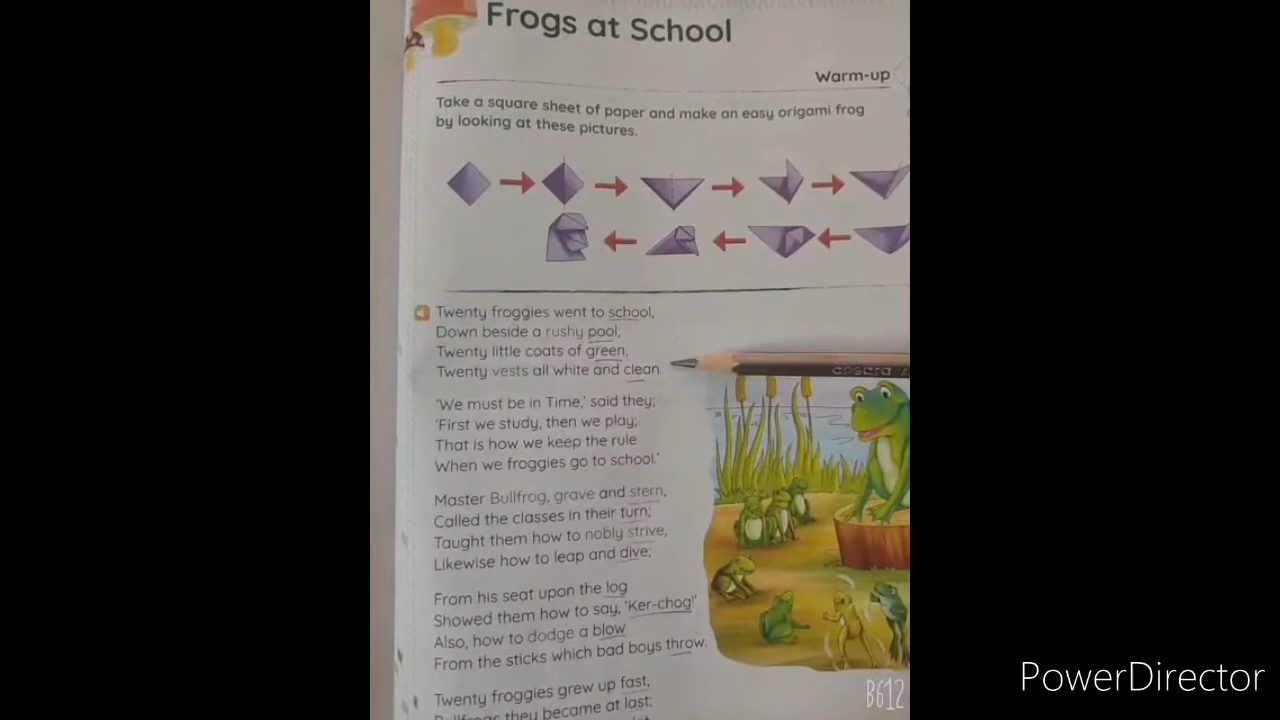 Frogs at School
Warm-up
Take a square sheet of paper and make an easy origami frog
by looking at these pictures.
Twenty froggies went to school,
Down beside a rushy pool;
Twenty little coats of green,
Twenty vests all white and clean.
'We must be in Time,' said they;
'First we study, then we play;
That is how we keep the rule
When we froggies go to school.'
Master Bullfrog, grave and stern,
Called the classes in their turn;
Taught them how to nobly strive,
Likewise how to leap and dive;
From his seat upon the log
Showed them how to say, 'Ker-chog!'
Also, how to dodge a blow
From the sticks which bad boys throw.
Twenty froggies grew up fast,
Bullfrogs they became at last;
apsara
B612
PowerDirector